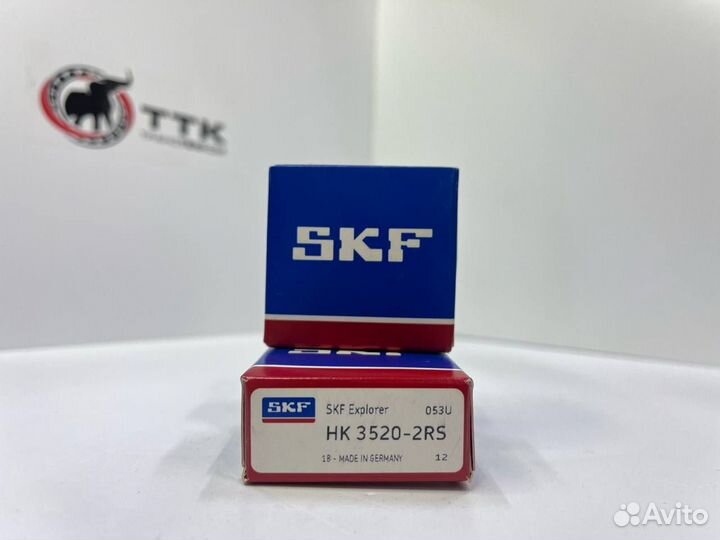 TTK
SKF
SKF
SKF Explorer 053U
HK 3520-2RS
18 - MADE IN GERMANY 12
Avito